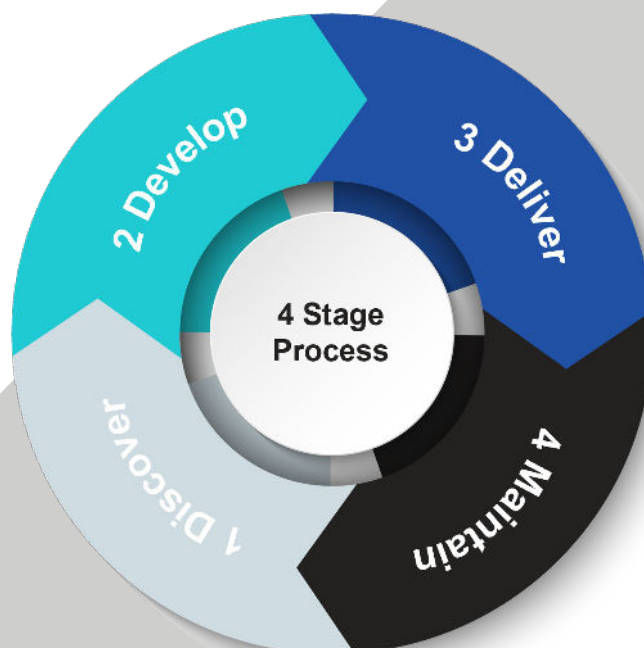 4 Stage
Process
1 Discover
2 Develop
3 Deliver
4 Maintain